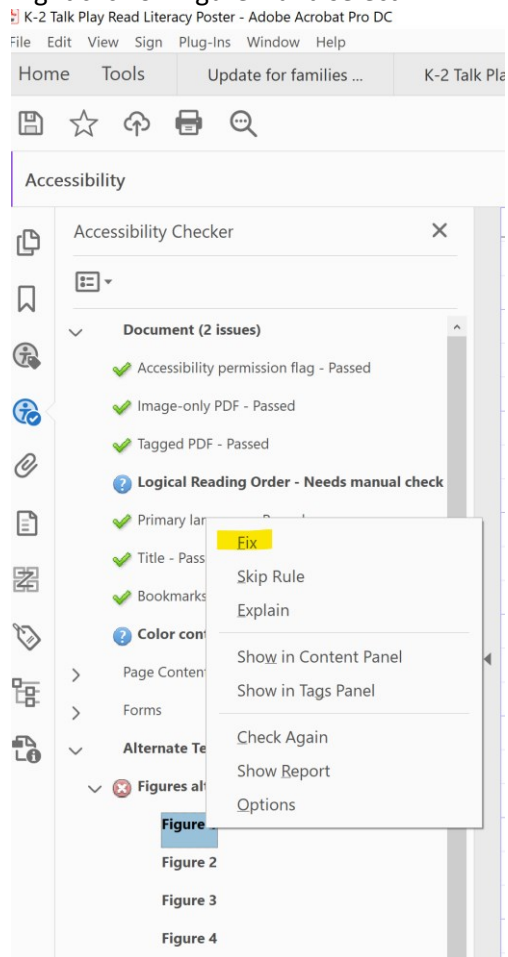 K-2 Talk Play Read Literacy Poster - Adobe Acrobat Pro DC
File Edit View Sign Plug-Ins Window Help
Home Tools Update for families ... K-2 Talk Pla
Accessibility
Accessibility Checker
Document (2 issues)
Accessibility permission flag - Passed
Image-only PDF - Passed
Tagged PDF - Passed
Logical Reading Order - Needs manual check
Primary lan
Title - Pass
Bookmarks
Color con
Page Conten
Forms
Alternate Te
Figures al
Figure
Figure 2
Figure 3
Figure 4
Fix
Skip Rule
Explain
Show in Content Panel
Show in Tags Panel
Check Again
Show Report
Options